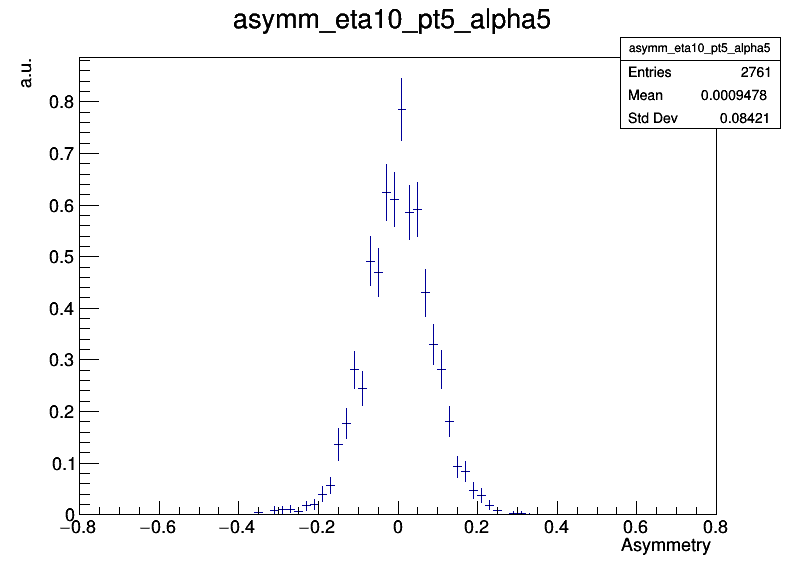 asymm_eta10_pt5_alpha5
asymm_eta10_pt5_alpha5
Entries 2761
Mean 0.0009478
Std Dev 0.08421
a.u.
0.8
0.7
0.6
0.5
0.4
0.3
0.2
0.1
0
−0.8 −0.6 −0.4 −0.2 0 0.2 0.4 0.6 0.8
Asymmetry